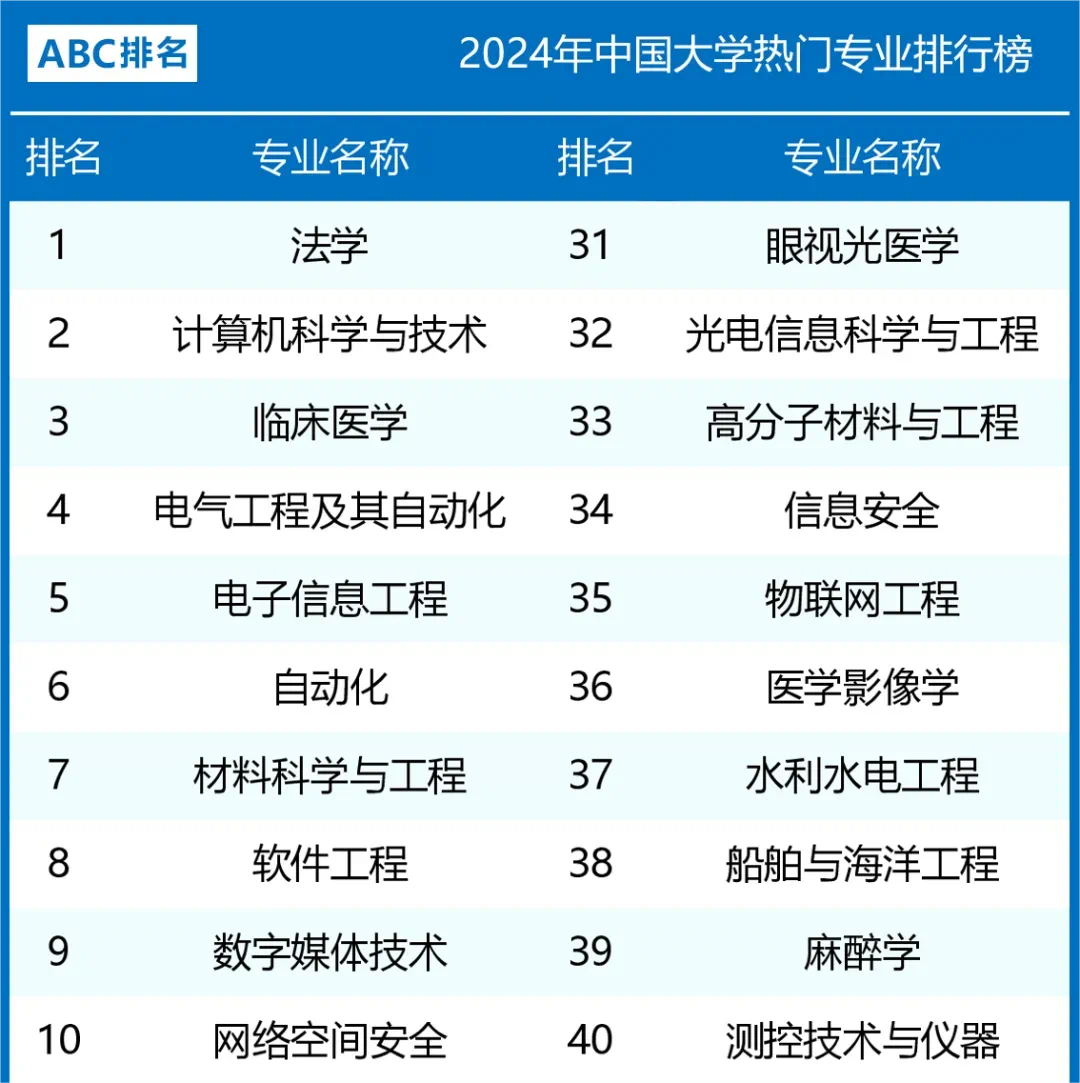 ABC排名 2024年中国大学热门专业排行榜
排名 专业名称 排名 专业名称
1 法学 31 眼视光医学
2 计算机科学与技术 32 光电信息科学与工程
3 临床医学 33 高分子材料与工程
4 电气工程及其自动化 34 信息安全
5 电子信息工程 35 物联网工程
6 自动化 36 医学影像学
7 材料科学与工程 37 水利水电工程
8 软件工程 38 船舶与海洋工程
9 数字媒体技术 39 麻醉学
10 网络空间安全 40 测控技术与仪器